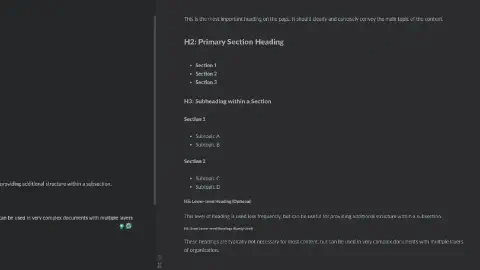 This is the most important heading on the page. It should clearly and concisely convey the main topic of the content.
H2: Primary Section Heading
Section 1
Section 2
Section 3
H3: Subheading within a Section
Section 1
Subtopic A
Subtopic B
Section 2
Subtopic C
Subtopic D
Lower-Level Heading (Optional)
This level of heading is used less frequently, but can be useful for providing additional structure within a subsection.
These headings are typically not necessary for most content, but can be used in very complex documents with multiple layers
of organization.
providing additional structure within a subsection.
can be used in very complex documents with multiple layers